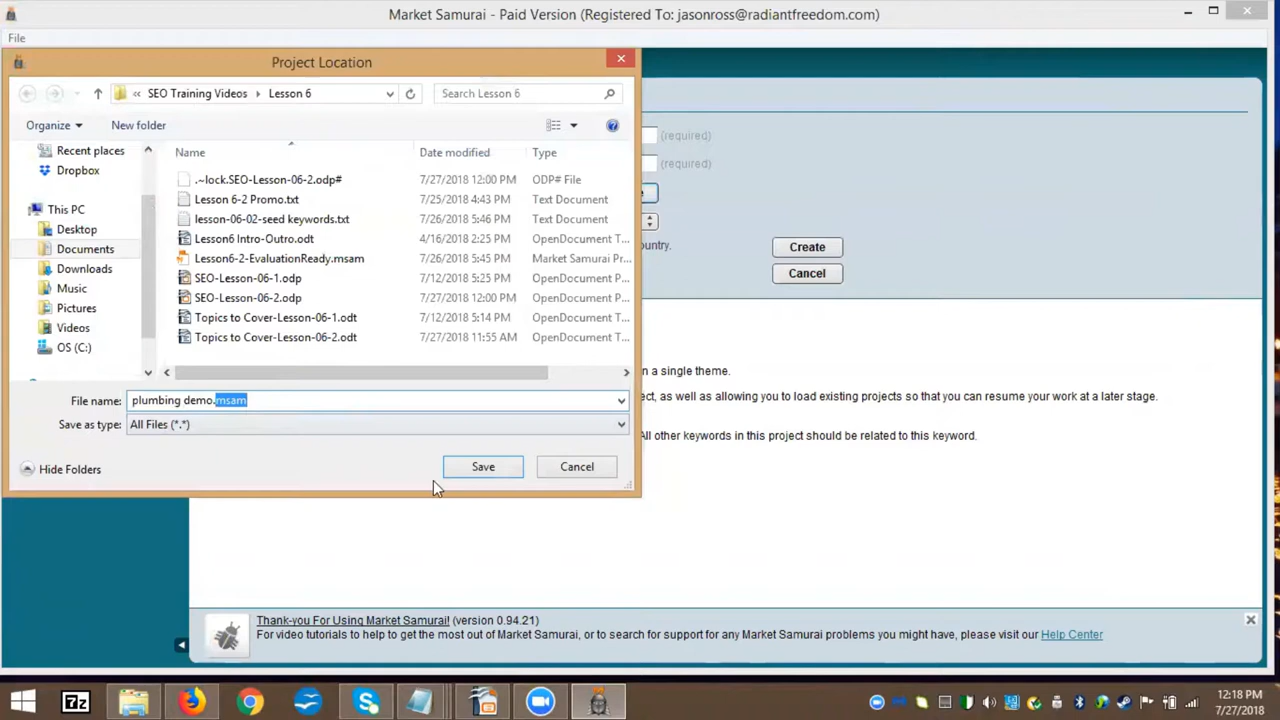 Market Samurai - Paid Version (Registered To: jasonross@radiantfreedom.com)
File
Project Location
« SEO Training Videos Lesson 6
Search Lesson 6
Organize
New folder
Name Date modified Type
Recent places
Dropbox
This PC
Desktop
Documents
Downloads
Music
Pictures
Videos
OS (C:)
.~lock.SEO-Lesson-06-2.odp# 7/27/2018 12:00 PM ODP# File
Lesson 6-2 Promo.txt 7/25/2018 4:43 PM Text Document
lesson-06-02-seed keywords.txt 7/26/2018 5:46 PM Text Document
Lesson6 Intro-Outro.odt 4/16/2018 2:25 PM OpenDocument T...
Lesson6-2-EvaluationReady.msam 7/26/2018 5:45 PM Market Samurai Pr...
SEO-Lesson-06-1.odp 7/12/2018 5:25 PM OpenDocument P...
SEO-Lesson-06-2.odp 7/27/2018 12:00 PM OpenDocument P...
Topics to Cover-Lesson-06-1.odt 7/12/2018 5:14 PM OpenDocument T...
Topics to Cover-Lesson-06-2.odt 7/27/2018 11:55 AM OpenDocument T...
File name: plumbing demo.msam
Save as type: All Files (*.*)
Hide Folders
Save
Cancel
(required)
(required)
country.
Create
Cancel
n a single theme.
ect, as well as allowing you to load existing projects so that you can resume your work at a later stage.
All other keywords in this project should be related to this keyword.
Thank-you For Using Market Samurai! (version 0.94.21)
For video tutorials to help to get the most out of Market Samurai, or to search for support for any Market Samurai problems you might have, please visit our Help Center
7z
12:18 PM
7/27/2018